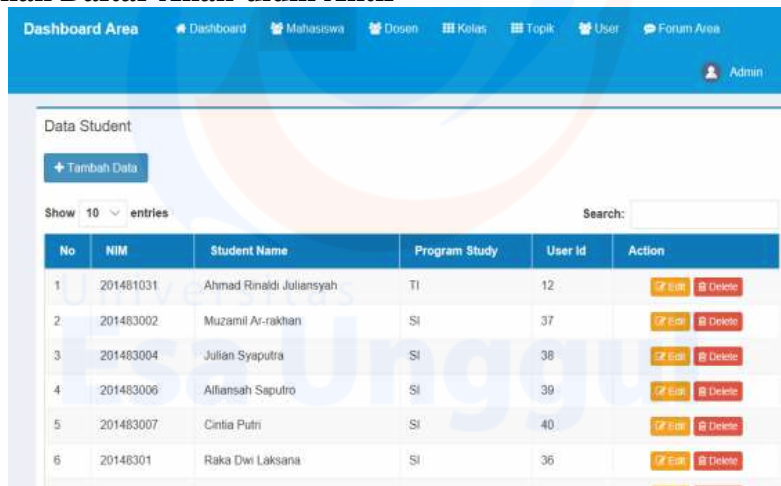 Dashboard Area Dashboard Mahasiswa Dosen Kelas Topik User Forum Area
Admin
Data Student
Tambah Data
Show 10 entries Search:
No NIM Student Name Program Study User Id Action
1 201481031 Ahmad Rinaldi Juliansyah TI 12 Edit Delete
2 201483002 Muzamil Ar-rakhan SI 37 Edit Delete
3 201483004 Julian Syaputra SI 38 Edit Delete
4 201483006 Alfiansah Saputro SI 39 Edit Delete
5 201483007 Cintia Putri SI 40 Edit Delete
6 20148301 Raka Dwi Laksana SI 36 Edit Delete
Universitas
Esa Unggul